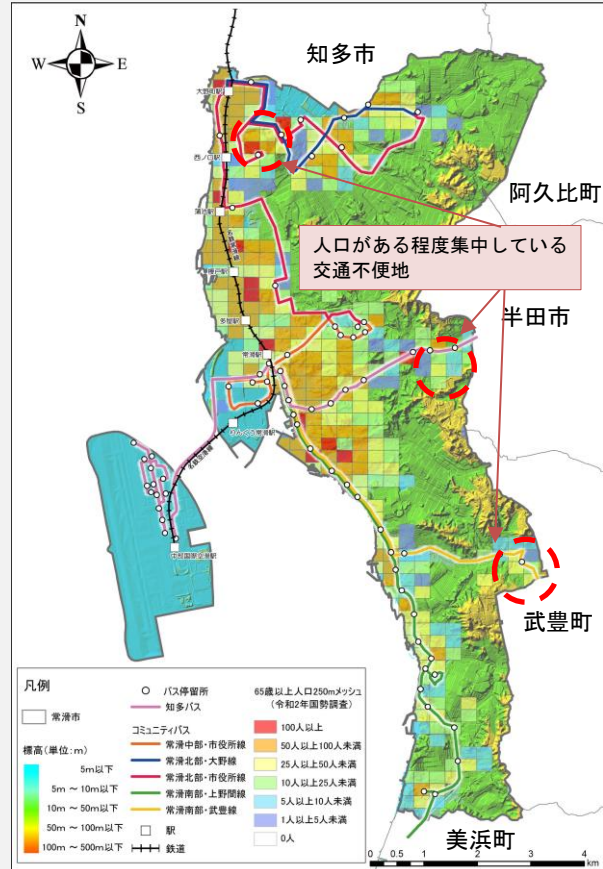 N
W
E
S
知多市
大野町駅
西ノ口駅
蒲池駅
阿久比町
人口がある程度集中している
交通不便地
榎戸駅
半田市
多屋駅
常滑駅
りんくう常滑駅
名鉄空港線
中部国際空港駅
武豊町
美浜町
凡例
常滑市
標高(単位:m)
5m以下
5m ～ 10m以下
10m ～ 50m以下
50m ～ 100m以下
100m ～ 500m以下
バス停留所
知多バス
コミュニティバス
常滑中部・市役所線
常滑北部・大野線
常滑北部・市役所線
常滑南部・上野間線
常滑南部・武豊線
駅
鉄道
65歳以上人口250mメッシュ
(令和2年国勢調査)
100人以上
50人以上100人未満
25人以上50人未満
10人以上25人未満
5人以上10人未満
1人以上5人未満
0人
0 0.5 1 2 3 4
km